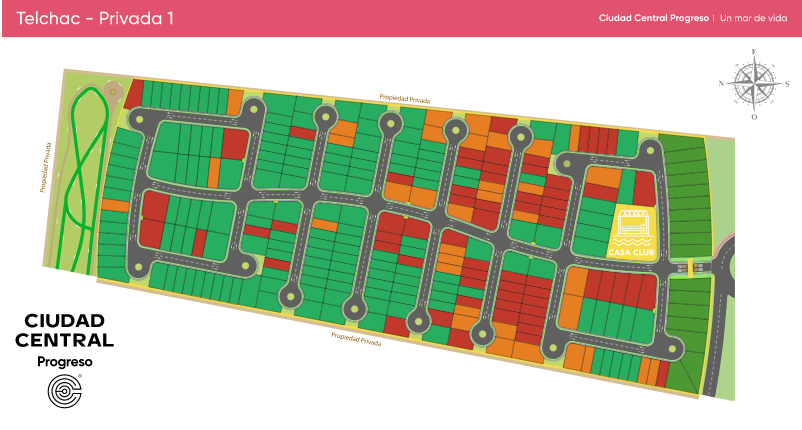 Telchac - Privada 1
Ciudad Central Progreso | Un mar de vida
Propiedad Privada
E
N
S
O
Propiedad Privada
CASA CLUB
CIUDAD
CENTRAL
Progreso
®
Propiedad Privada